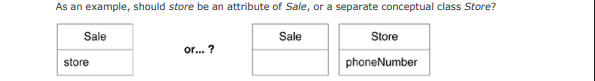 As an example, should store be an attribute of Sale, or a separate conceptual class Store?
Sale
store
or... ?
Sale
Store
phoneNumber